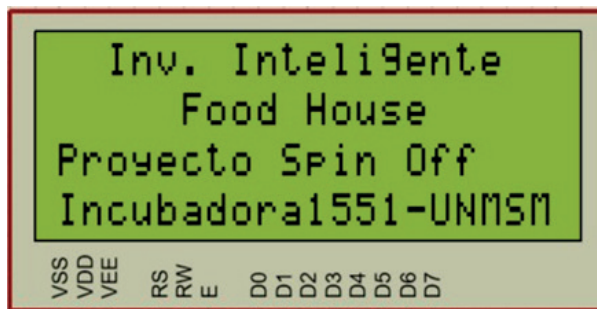 Inv. Inteligente
Food House
Proyecto Spin Off
Incubadora1551-UNMSM
VSS VDD VEE RS RW E D0 D1 D2 D3 D4 D5 D6 D7